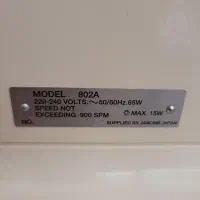 MODEL 802A
220-240 VOLTS. ~50/60Hz. 85W
SPEED NOT
EXCEEDING 900 SPM MAX. 15W
NO. SUPPLIED BY JANOME, JAPAN